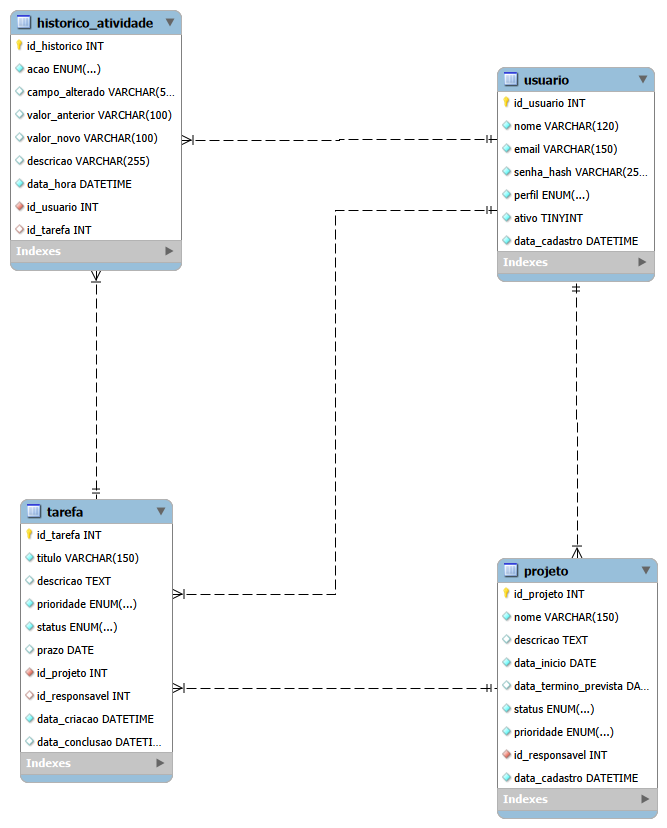 historico_atividade
id_historico INT
acao ENUM(...)
campo_alterado VARCHAR(5...
valor_anterior VARCHAR(100)
valor_novo VARCHAR(100)
descricao VARCHAR(255)
data_hora DATETIME
id_usuario INT
id_tarefa INT
Indexes
usuario
id_usuario INT
nome VARCHAR(120)
email VARCHAR(150)
senha_hash VARCHAR(25...
perfil ENUM(...)
ativo TINYINT
data_cadastro DATETIME
Indexes
tarefa
id_tarefa INT
titulo VARCHAR(150)
descricao TEXT
prioridade ENUM(...)
status ENUM(...)
prazo DATE
id_projeto INT
id_responsavel INT
data_criacao DATETIME
data_conclusao DATETI...
Indexes
projeto
id_projeto INT
nome VARCHAR(150)
descricao TEXT
data_inicio DATE
data_termino_prevista DA...
status ENUM(...)
prioridade ENUM(...)
id_responsavel INT
data_cadastro DATETIME
Indexes